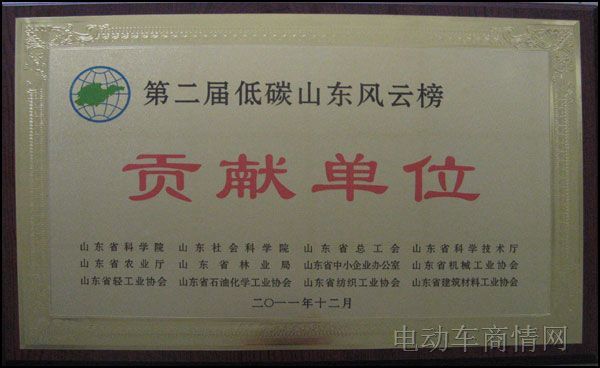 第二届低碳山东风云榜
贡献单位
山东省科学院 山东社会科学院 山东省总工会 山东省科学技术厅
山东省农业厅 山东省林业局 山东省中小企业办公室 山东省机械工业协会
山东省轻工业协会 山东省石油化学工业协会 山东省纺织工业协会 山东省建筑材料工业协会
二〇一一年十二月
电动车商情网